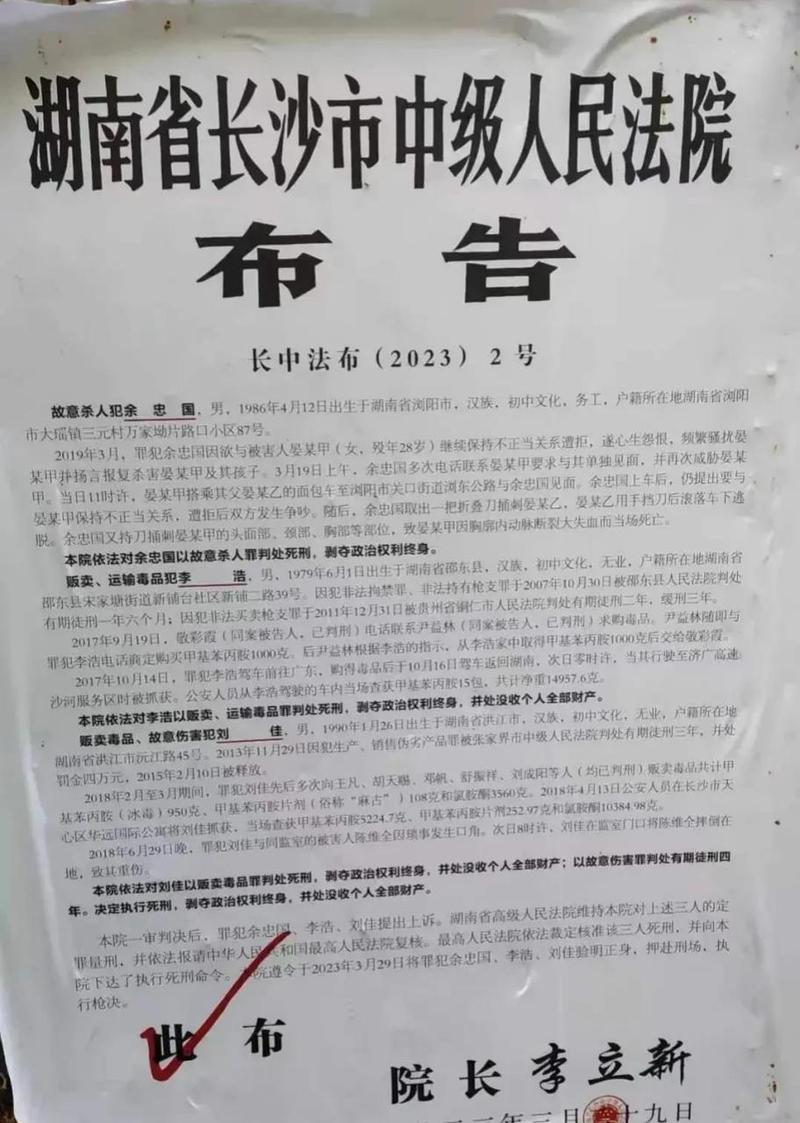 湖南省长沙市中级人民法院
布 告
长中法布（2023）2号
故意杀人犯余 忠 国，男，1986年4月12日出生于湖南省浏阳市，汉族，初中文化，务工，户籍所在地湖南省浏阳
市大瑶镇三元村万家坳片路口小区87号。
2019年3月，罪犯余忠国因欲与被害人晏某甲（女，殁年28岁）继续保持不正当关系遭拒，遂心生怨恨，频繁骚扰晏
某甲并扬言报复杀害晏某甲及其孩子。3月19日上午，余忠国多次电话联系晏某甲要求与其单独见面，并再次威胁晏某
甲。当日11时许，晏某甲搭乘其父晏某乙的面包车至浏阳市关口街道浏东公路与余忠国见面。余忠国上车后，仍提出要与
晏某甲保持不正当关系，遭拒后双方发生争吵。随后，余忠国取出一把折叠刀捅刺晏某乙，晏某乙用手挡刀后滚落车下逃
脱。余忠国又持刀捅刺晏某甲的头面部、颈部、胸部等部位，致晏某甲因胸廓内动脉断裂大失血而当场死亡。
本院依法对余忠国以故意杀人罪判处死刑，剥夺政治权利终身。
贩卖、运输毒品犯李 浩，男，1979年6月1日出生于湖南省邵东县，汉族，初中文化，无业，户籍所在地湖南省
邵东县宋家塘街道新铺台社区新铺二路39号。因犯非法拘禁罪、非法持有枪支罪于2007年10月30日被邵东县人民法院判处
有期徒刑一年六个月；因犯非法买卖枪支罪于2011年12月31日被贵州省铜仁市人民法院判处有期徒刑二年，缓刑三年。
2017年9月19日，敬彩霞（同案被告人，已判刑）电话联系尹益林（同案被告人，已判刑）求购毒品。尹益林随即与
罪犯李浩电话商定购买甲基苯丙胺1000克。后尹益林根据李浩的指示，从李浩家中取得甲基苯丙胺1000克后交给敬彩霞。
2017年10月14日，罪犯李浩驾车前往广东，购得毒品后于10月16日驾车返回湖南，次日零时许，当其行驶至济广高速
沙河服务区时被抓获。公安人员从李浩驾驶的车内当场查获甲基苯丙胺15包，共计净重14957.6克。
本院依法对李浩以贩卖、运输毒品罪判处死刑，剥夺政治权利终身，并处没收个人全部财产。
贩卖毒品、故意伤害犯刘 佳，男，1990年1月26日出生于湖南省洪江市，汉族，初中文化，无业，户籍所在地
湖南省洪江市沅江路45号。2013年11月29日因犯生产、销售伪劣产品罪被张家界市中级人民法院判处有期徒刑三年，并处
罚金四万元，2015年2月10日被释放。
2018年2月至3月期间，罪犯刘佳先后多次向王凡、胡天赐、邓帆、舒振祥、刘成阳等人（均已判刑）贩卖毒品共计甲
基苯丙胺（冰毒）950克、甲基苯丙胺片剂（俗称“麻古”）108克和氯胺酮3560克。2018年4月13日公安人员在长沙市天
心区华远国际公寓将刘佳抓获，当场查获甲基苯丙胺5224.7克、甲基苯丙胺片剂252.97克和氯胺酮10384.98克。
2018年6月29日晚，罪犯刘佳与同监室的被害人陈维全因琐事发生口角。次日8时许，刘佳在监室门口将陈维全摔倒在
地，致其重伤。
本院依法对刘佳以贩卖毒品罪判处死刑，剥夺政治权利终身，并处没收个人全部财产；以故意伤害罪判处有期徒刑四
年。决定执行死刑，剥夺政治权利终身，并处没收个人全部财产。
本院一审判决后，罪犯余忠国、李浩、刘佳提出上诉。湖南省高级人民法院维持本院对上述三人的定
罪量刑，并依法报请中华人民共和国最高人民法院复核。最高人民法院依法裁定核准该三人死刑，并向本
院下达了执行死刑命令。本院遵令于2023年3月29日将罪犯余忠国、李浩、刘佳验明正身，押赴刑场，执
行枪决。
此 布
院长 李立新
三年三月 十九日